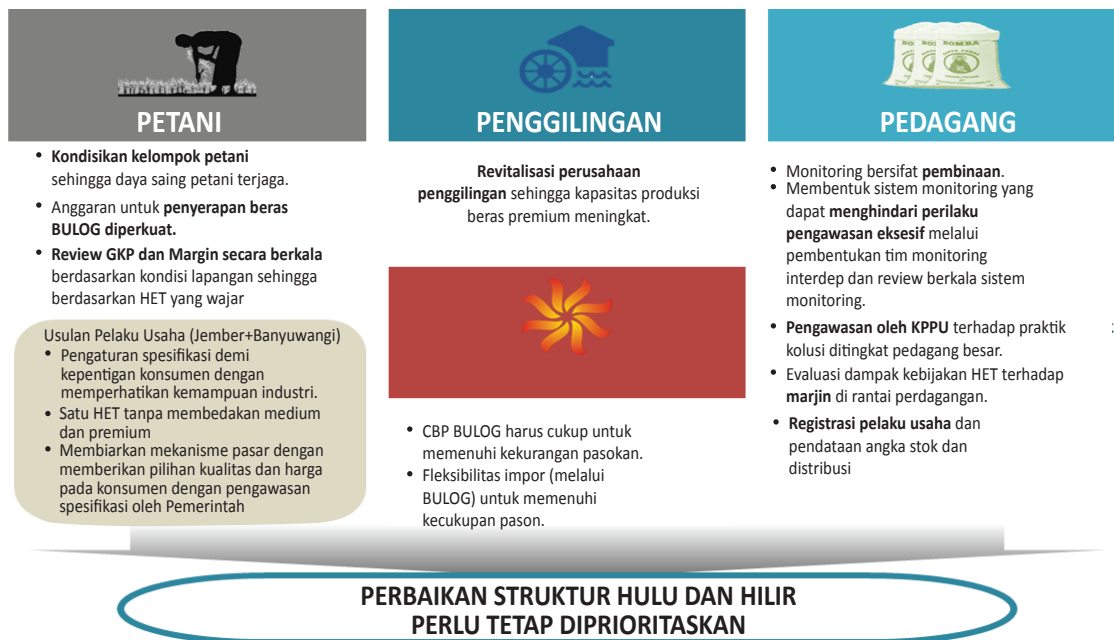 PETANI
• Kondisikan kelompok petani
sehingga daya saing petani terjaga.
• Anggaran untuk penyerapan beras
BULOG diperkuat.
• Review GKP dan Margin secara berkala
berdasarkan kondisi lapangan sehingga
berdasarkan HET yang wajar
Usulan Pelaku Usaha (Jember+Banyuwangi)
• Pengaturan spesifikasi demi
kepentigan konsumen dengan
memperhatikan kemampuan industri.
• Satu HET tanpa membedakan medium
dan premium
• Membiarkan mekanisme pasar dengan
memberikan pilihan kualitas dan harga
pada konsumen dengan pengawasan
spesifikasi oleh Pemerintah
PENGGILINGAN
Revitalisasi perusahaan
penggilingan sehingga kapasitas produksi
beras premium meningkat.
• CBP BULOG harus cukup untuk
memenuhi kekurangan pasokan.
• Fleksibilitas impor (melalui
BULOG) untuk memenuhi
kecukupan pason.
BOMBA
PEDAGANG
• Monitoring bersifat pembinaan.
• Membentuk sistem monitoring yang
dapat menghindari perilaku
pengawasan eksesif melalui
pembentukan tim monitoring
interdep dan review berkala sistem
monitoring.
• Pengawasan oleh KPPU terhadap praktik
kolusi ditingkat pedagang besar.
• Evaluasi dampak kebijakan HET terhadap
marjin di rantai perdagangan.
• Registrasi pelaku usaha dan
pendataan angka stok dan
distribusi
PERBAIKAN STRUKTUR HULU DAN HILIR
PERLU TETAP DIPRIORITASKAN